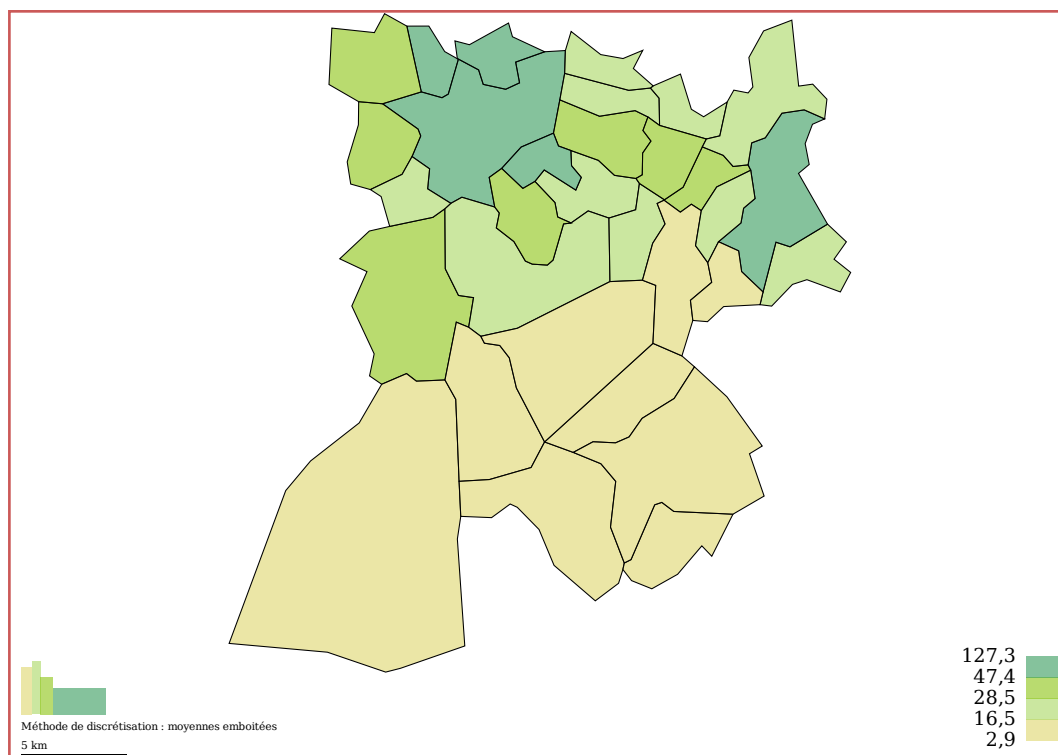 127,3
47,4
28,5
16,5
2,9
Méthode de discrétisation : moyennes emboitées
5 km